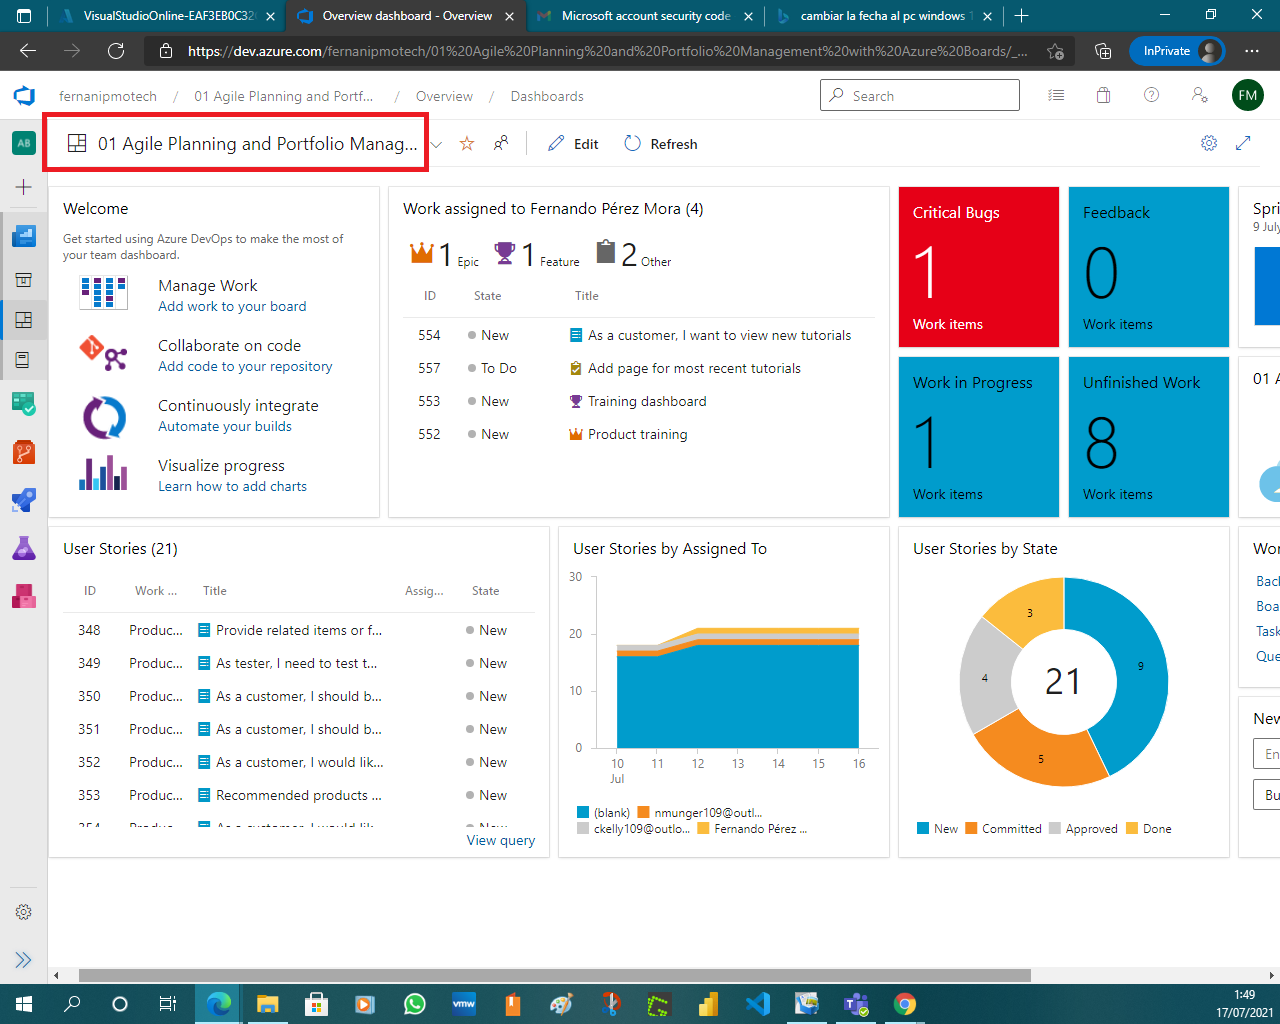 VisualStudioOnline-EAF3EB0C32
Overview dashboard - Overview
Microsoft account security code
cambiar la fecha al pc windows 1
https://dev.azure.com/fernanipmotech/01%20Agile%20Planning%20and%20Portfolio%20Management%20with%20Azure%20Boards/_...
InPrivate
fernanipmotech / 01 Agile Planning and Portf... / Overview / Dashboards
Search
FM
AB
01 Agile Planning and Portfolio Manag...
Edit
Refresh
Welcome
Get started using Azure DevOps to make the most of
your team dashboard.
Manage Work
Add work to your board
Collaborate on code
Add code to your repository
Continuously integrate
Automate your builds
Visualize progress
Learn how to add charts
Work assigned to Fernando Pérez Mora (4)
1 Epic
1 Feature
2 Other
ID State Title
554 New As a customer, I want to view new tutorials
557 To Do Add page for most recent tutorials
553 New Training dashboard
552 New Product training
Critical Bugs
1
Work items
Feedback
0
Work items
Spri
9 July
Work in Progress
1
Work items
Unfinished Work
8
Work items
01 A
User Stories (21)
ID Work ... Title Assig... State
348 Produc... Provide related items or f... New
349 Produc... As tester, I need to test t... New
350 Produc... As a customer, I should b... New
351 Produc... As a customer, I should b... New
352 Produc... As a customer, I would lik... New
353 Produc... Recommended products ... New
354 Produc... As a customer, I would lik... New
View query
User Stories by Assigned To
30
20
10
0
10 11 12 13 14 15 16
Jul
(blank) nmunger109@outl...
ckelly109@outlo... Fernando Pérez ...
User Stories by State
3
9
4
21
5
New Committed Approved Done
Wor
Back
Boa
Task
Que
New
En
Bu
vmw
1:49
17/07/2021